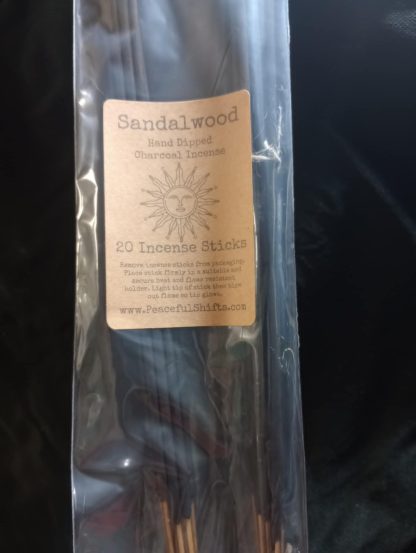 Sandalwood
Hand Dipped
Charcoal Incense
20 Incense Sticks
Remove incense sticks from packaging.
Place stick firmly in a suitable and
secure heat and flame resistant
holder. Light tip of stick then wipe
out flame so tip glows.
www.PeacefulShifts.com